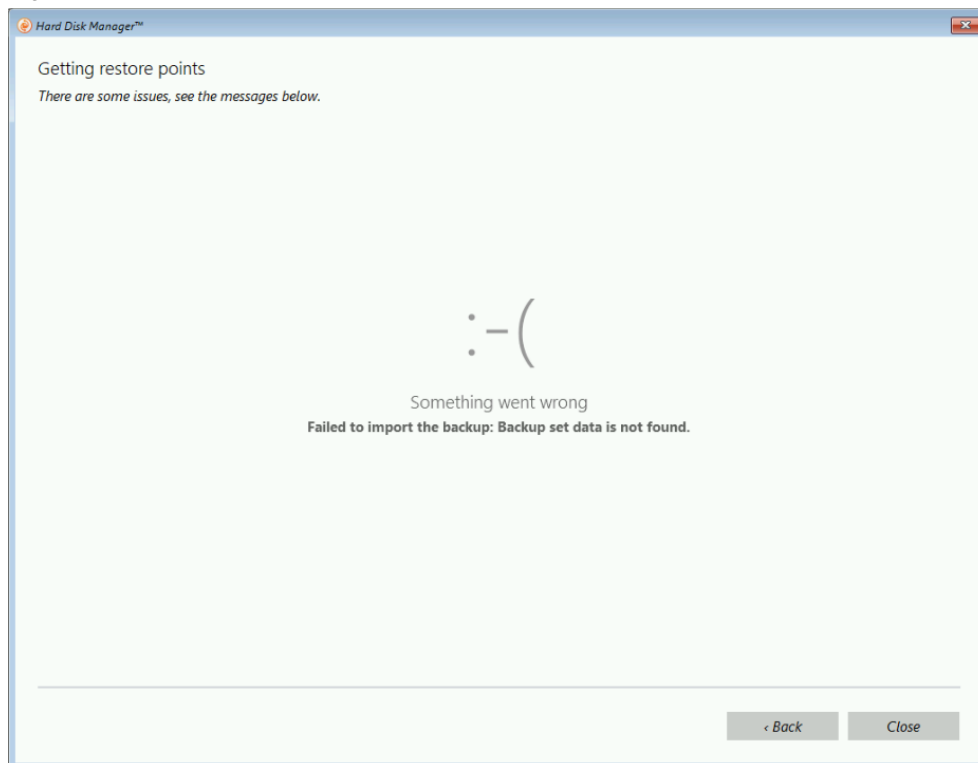 Hard Disk Manager™
Getting restore points
There are some issues, see the messages below.
:-(
Something went wrong
Failed to import the backup: Backup set data is not found.
‹ Back
Close